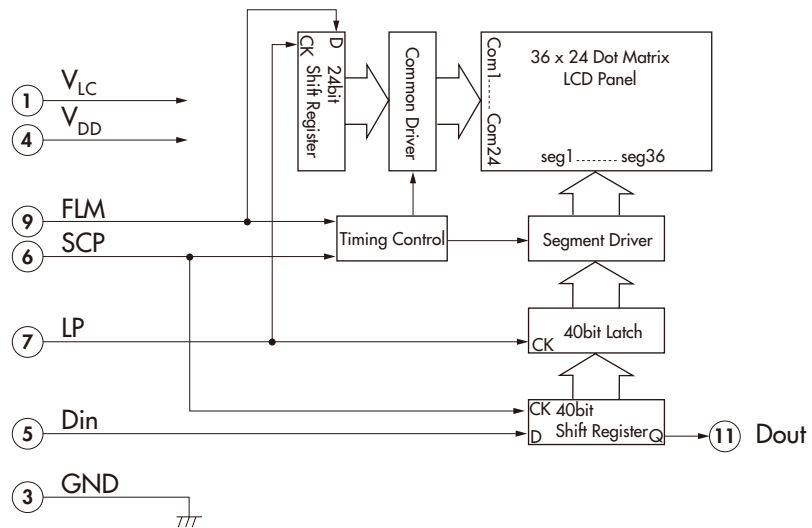 D
CK
24bit
Shift Register
Common Driver
Com1........Com24
36 x 24 Dot Matrix
LCD Panel
seg1......... seg36
1 VLC
4 VDD
9 FLM
6 SCP
Timing Control
Segment Driver
7 LP
40bit Latch
CK
CK 40bit
Shift Register
D
Q
5 Din
11 Dout
3 GND